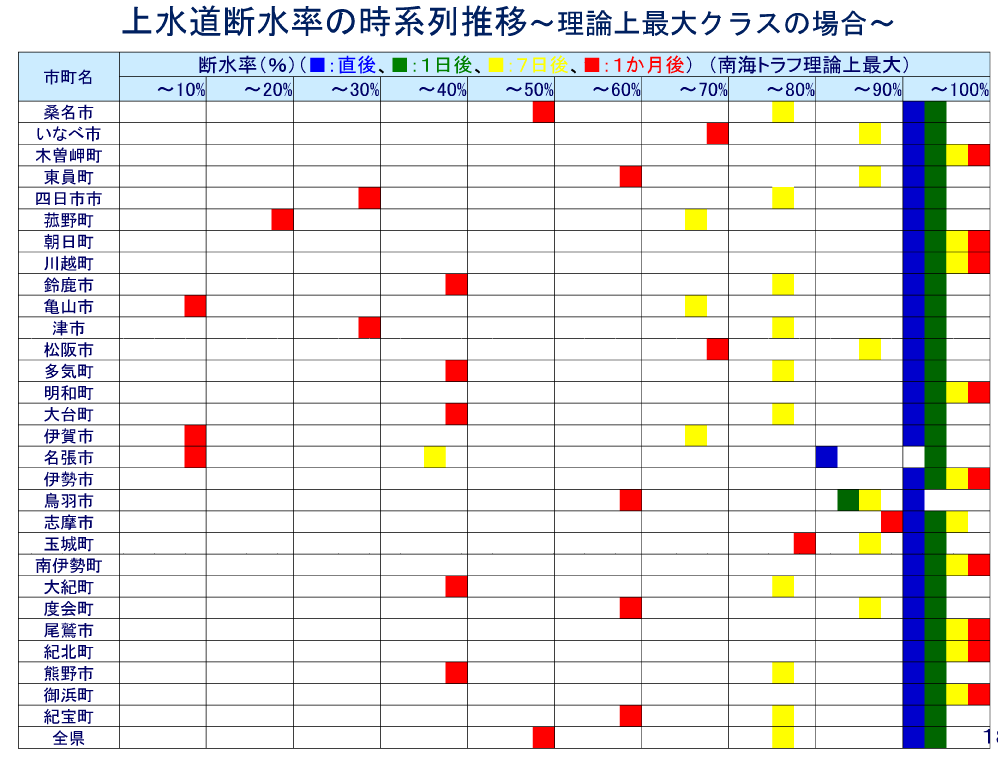 上水道断水率の時系列推移～理論上最大クラスの場合～
市町名
断水率(％)(■:直後、■:1日後、■:7日後、■:1か月後) (南海トラフ理論上最大)
～10% ～20% ～30% ～40% ～50% ～60% ～70% ～80% ～90% ～100%
桑名市
いなべ市
木曽岬町
東員町
四日市市
菰野町
朝日町
川越町
鈴鹿市
亀山市
津市
松阪市
多気町
明和町
大台町
伊賀市
名張市
伊勢市
鳥羽市
志摩市
玉城町
南伊勢町
大紀町
度会町
尾鷲市
紀北町
熊野市
御浜町
紀宝町
全県